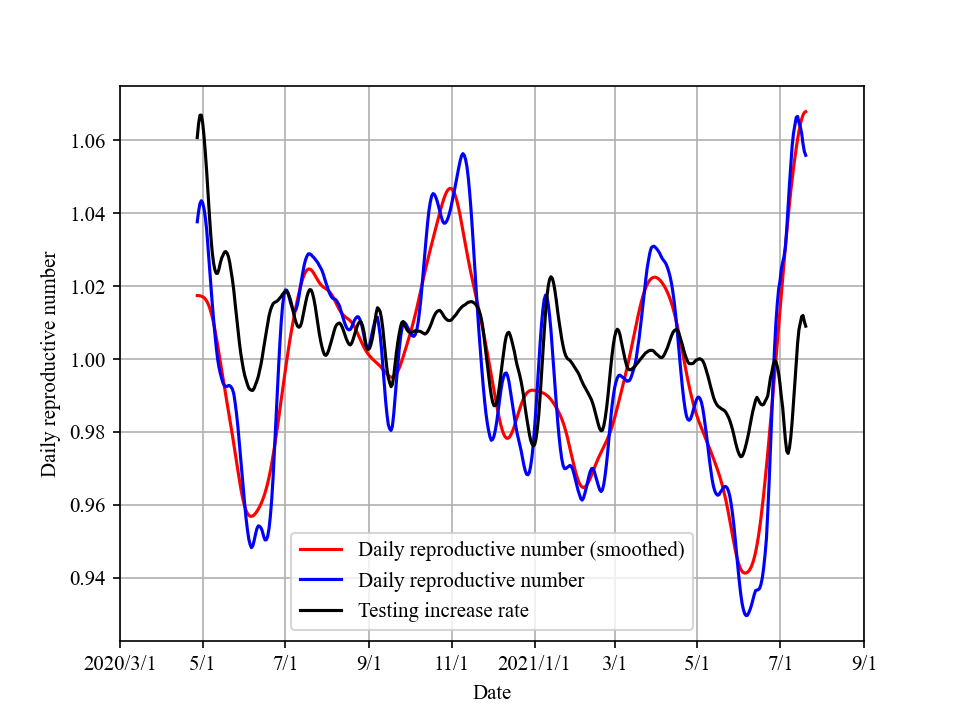 1.06
1.04
1.02
1.00
0.98
0.96
0.94
Daily reproductive number
Daily reproductive number (smoothed)
Daily reproductive number
Testing increase rate
2020/3/1 5/1 7/1 9/1 11/1 2021/1/1 3/1 5/1 7/1 9/1
Date